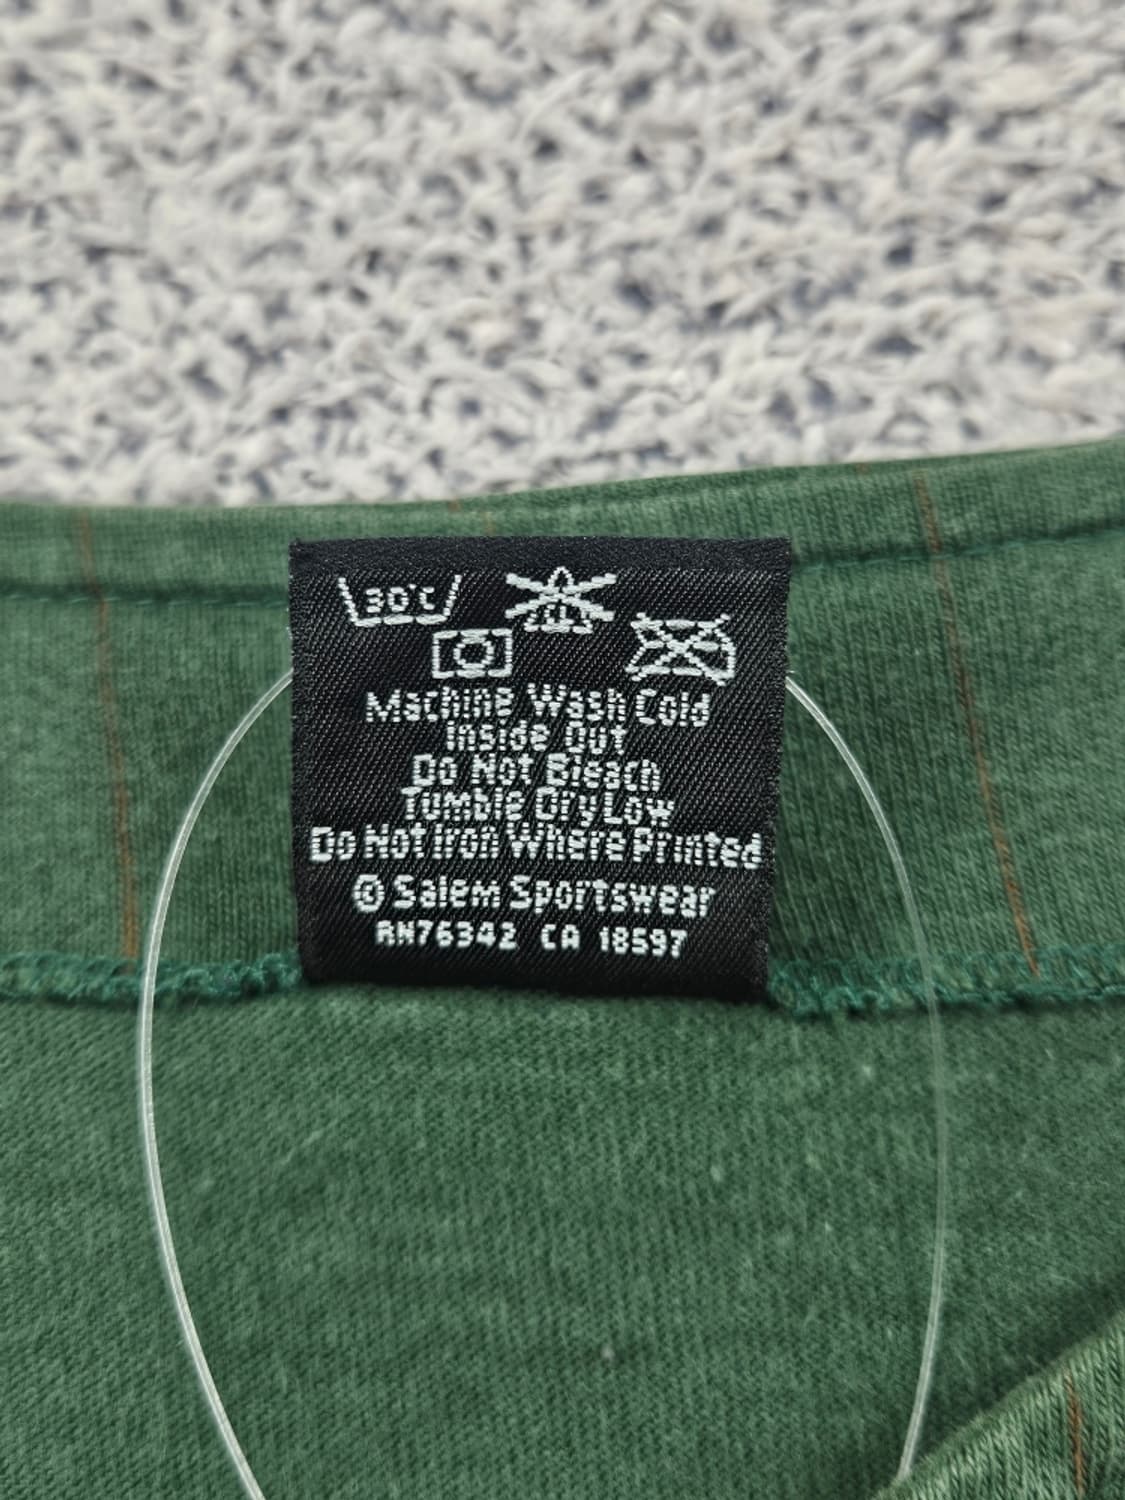 30°C CL
Machine Wash Cold
Inside Out
Do Not Bleach
Tumble Dry Low
Do Not Iron Where Printed
© Salem Sportswear
RN76342 CA 18597